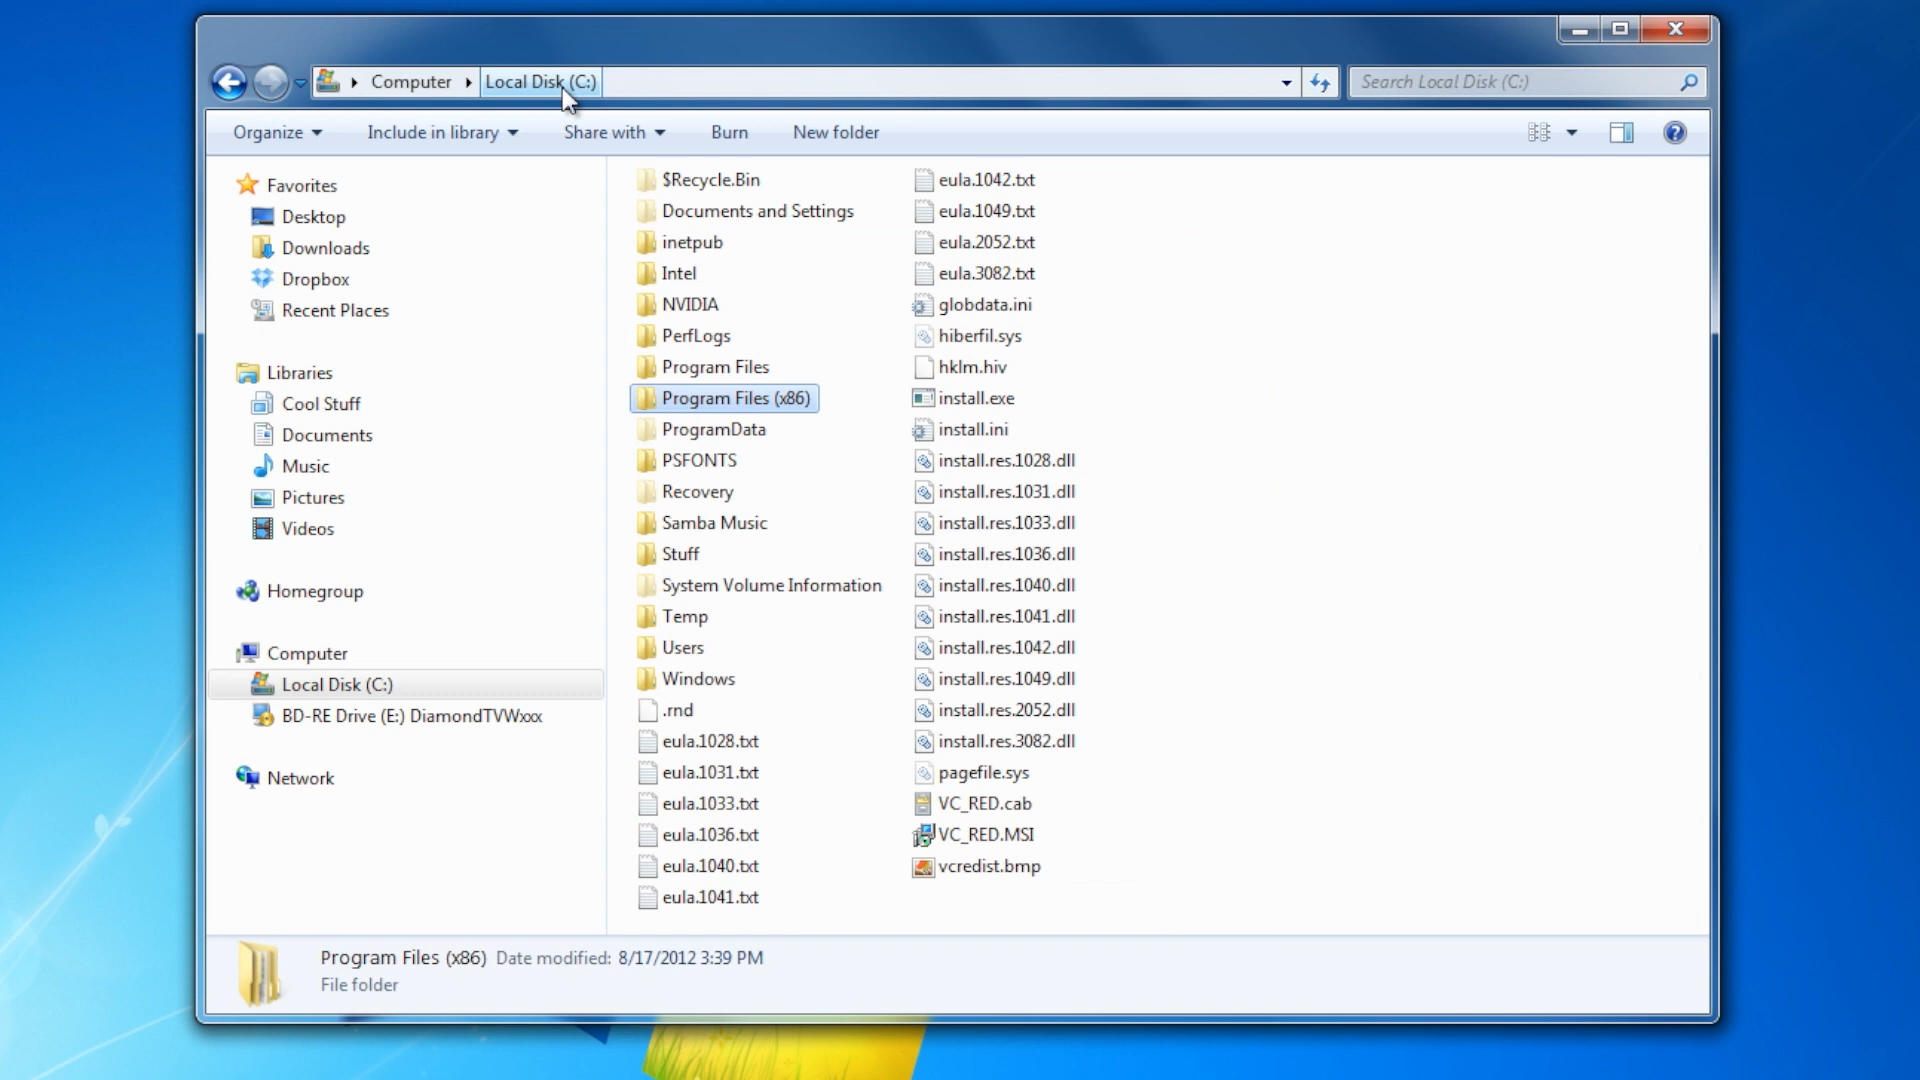 Computer
Local Disk (C:)
Search Local Disk (C:)
Organize
Include in library
Share with
Burn
New folder
Favorites
Desktop
Downloads
Dropbox
Recent Places
Libraries
Cool Stuff
Documents
Music
Pictures
Videos
Homegroup
Computer
Local Disk (C:)
BD-RE Drive (E:) DiamondTVWxxx
Network
$Recycle.Bin
Documents and Settings
inetpub
Intel
NVIDIA
PerfLogs
Program Files
Program Files (x86)
ProgramData
PSFONTS
Recovery
Samba Music
Stuff
System Volume Information
Temp
Users
Windows
.rnd
eula.1028.txt
eula.1031.txt
eula.1033.txt
eula.1036.txt
eula.1040.txt
eula.1041.txt
eula.1042.txt
eula.1049.txt
eula.2052.txt
eula.3082.txt
globdata.ini
hiberfil.sys
hklm.hiv
install.exe
install.ini
install.res.1028.dll
install.res.1031.dll
install.res.1033.dll
install.res.1036.dll
install.res.1040.dll
install.res.1041.dll
install.res.1042.dll
install.res.1049.dll
install.res.2052.dll
install.res.3082.dll
pagefile.sys
VC_RED.cab
VC_RED.MSI
vcredist.bmp
Program Files (x86) Date modified: 8/17/2012 3:39 PM
File folder